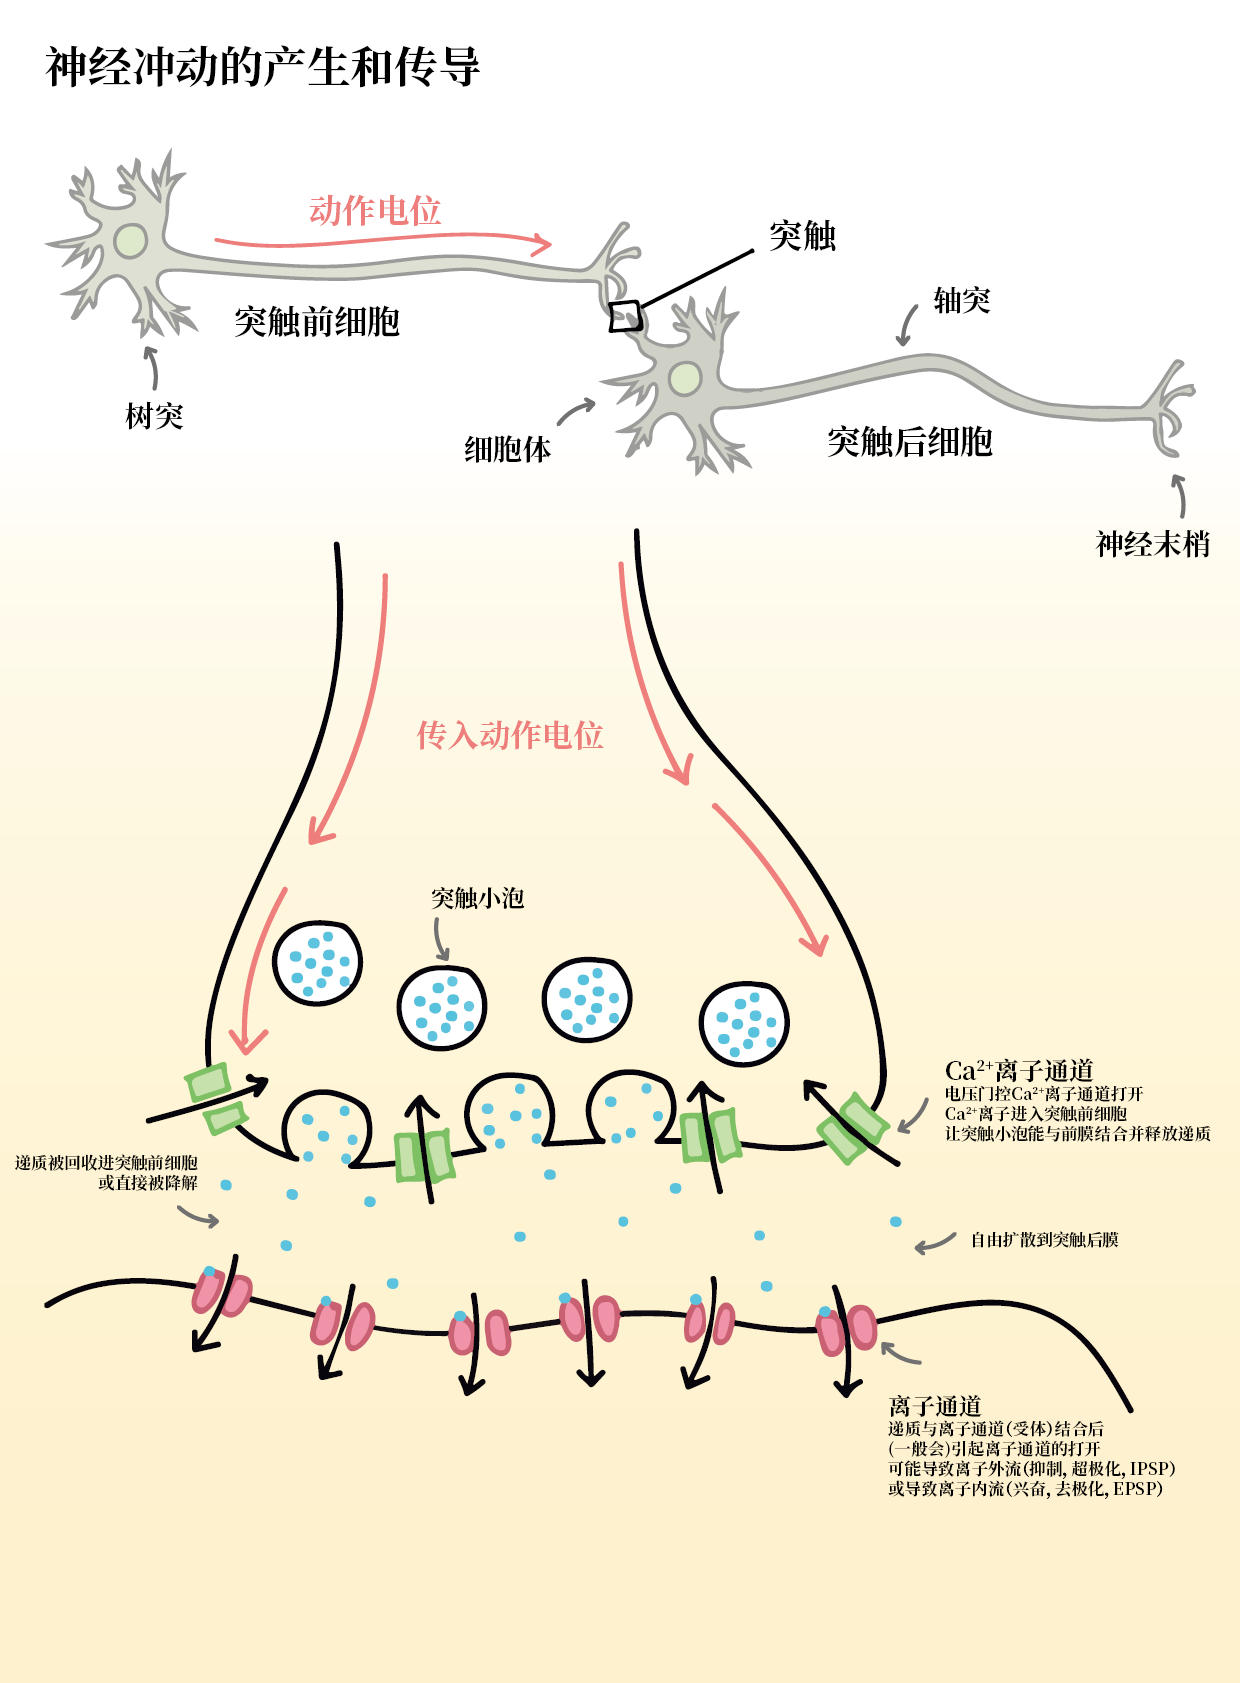 神经冲动的产生和传导
动作电位
突触
突触前细胞
轴突
树突
细胞体
突触后细胞
神经末梢
传入动作电位
突触小泡
Ca²⁺离子通道
电压门控Ca²⁺离子通道打开
Ca²⁺离子进入突触前细胞
让突触小泡能与前膜结合并释放递质
递质被回收进突触前细胞
或直接被降解
自由扩散到突触后膜
离子通道
递质与离子通道(受体)结合后
(一般会)引起离子通道的打开
可能导致离子外流(抑制, 超极化, IPSP)
或导致离子内流(兴奋, 去极化, EPSP)